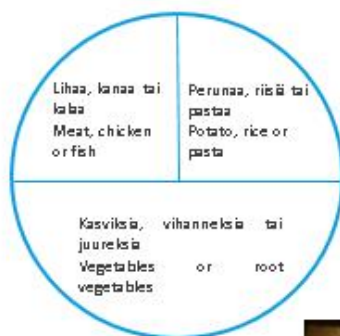 Lihaa, kanaa tai
kalaa
Meat, chicken
or fish
Perunaa, riisiä tai
pastaa
Potato, rice or
pasta
Kasviksia, vihanneksia tai
juureksia
Vegetables or root
vegetables